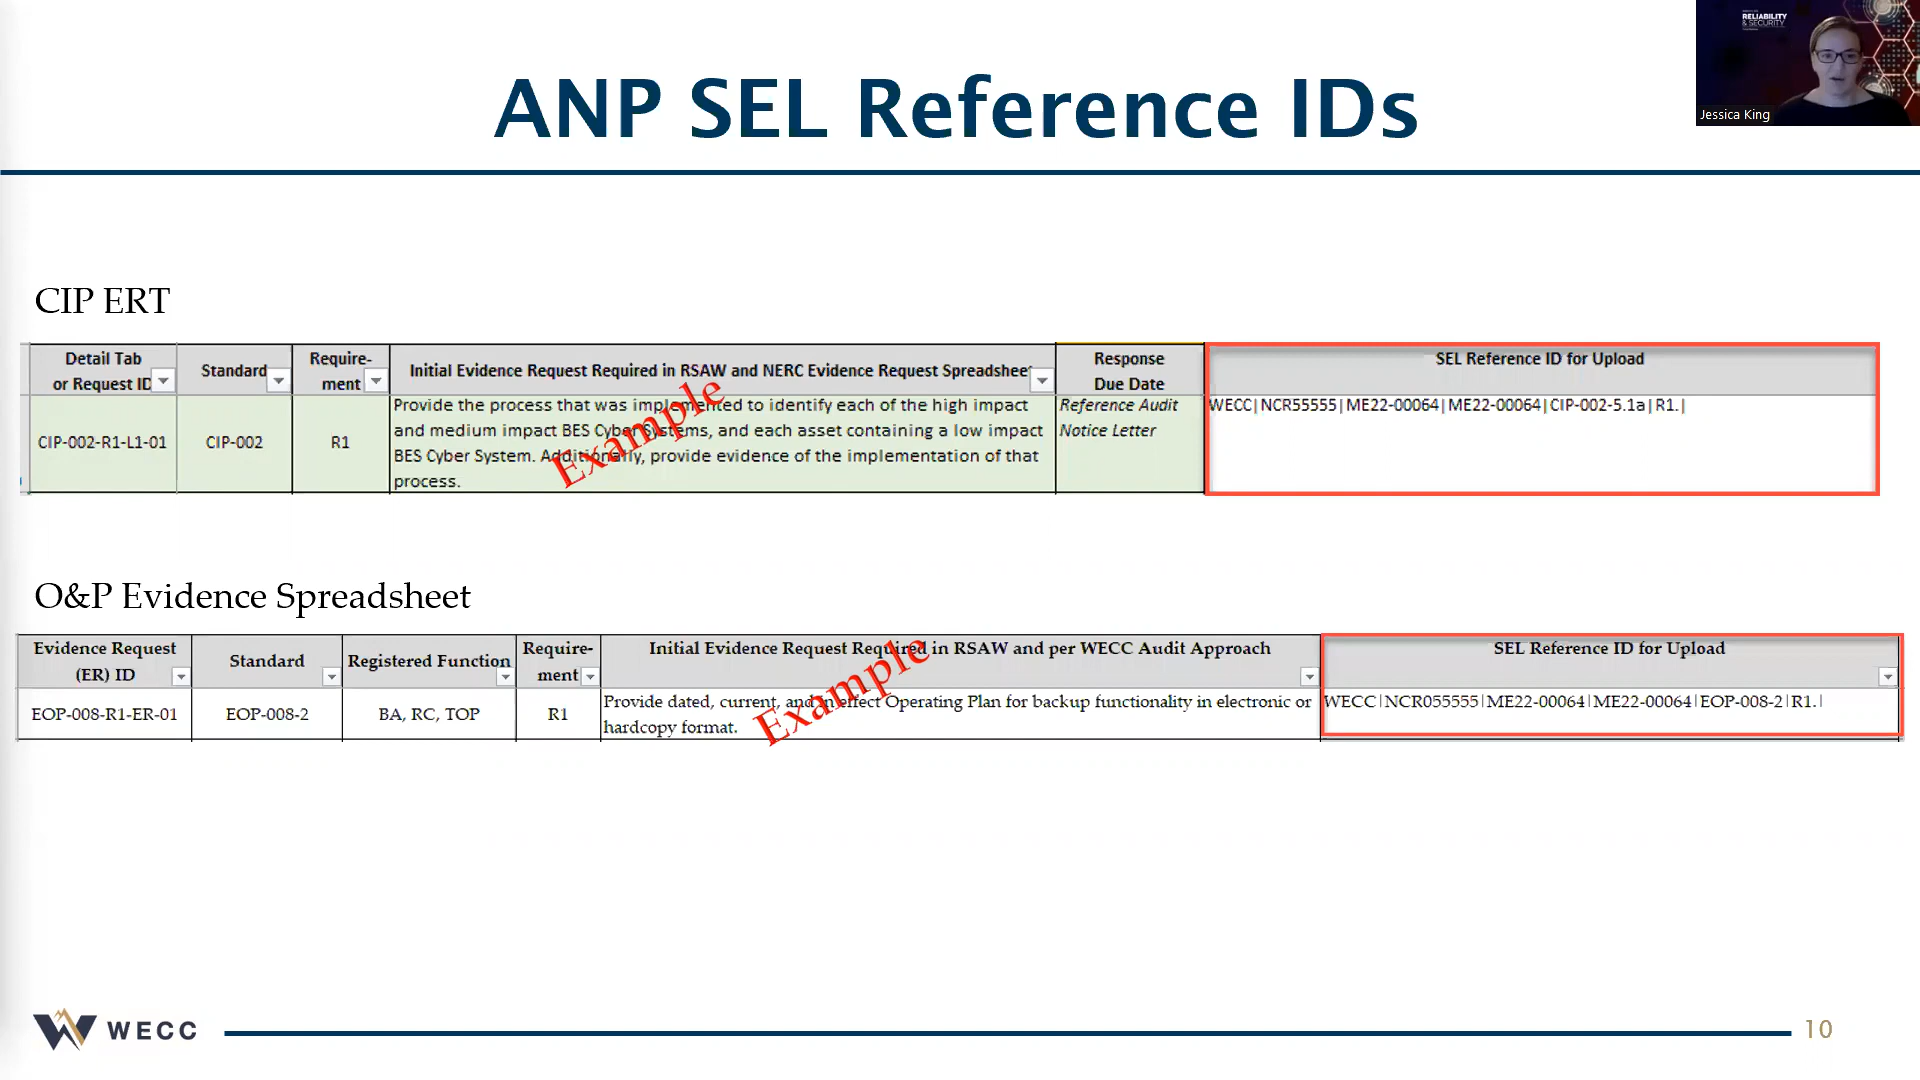 RELIABILITY
& SECURITY
Jessica King
ANP SEL Reference IDs
CIP ERT
Detail Tab
or Request ID
Standard
Require-
ment
Initial Evidence Request Required in RSAW and NERC Evidence Request Spreadsheet
Response
Due Date
SEL Reference ID for Upload
CIP-002-R1-L1-01
CIP-002
R1
Provide the process that was implemented to identify each of the high impact
and medium impact BES Cyber Systems, and each asset containing a low impact
BES Cyber System. Additionally, provide evidence of the implementation of that
process.
Example
Reference Audit
Notice Letter
WECC|NCR55555|ME22-00064|ME22-00064|CIP-002-5.1a|R1.|
O&P Evidence Spreadsheet
Evidence Request
(ER) ID
Standard
Registered Function
Require-
ment
Initial Evidence Request Required in RSAW and per WECC Audit Approach
SEL Reference ID for Upload
EOP-008-R1-ER-01
EOP-008-2
BA, RC, TOP
R1
Provide dated, current, and in effect Operating Plan for backup functionality in electronic or
hardcopy format.
Example
WECC|NCR055555|ME22-00064|ME22-00064|EOP-008-2|R1.|
WECC
10